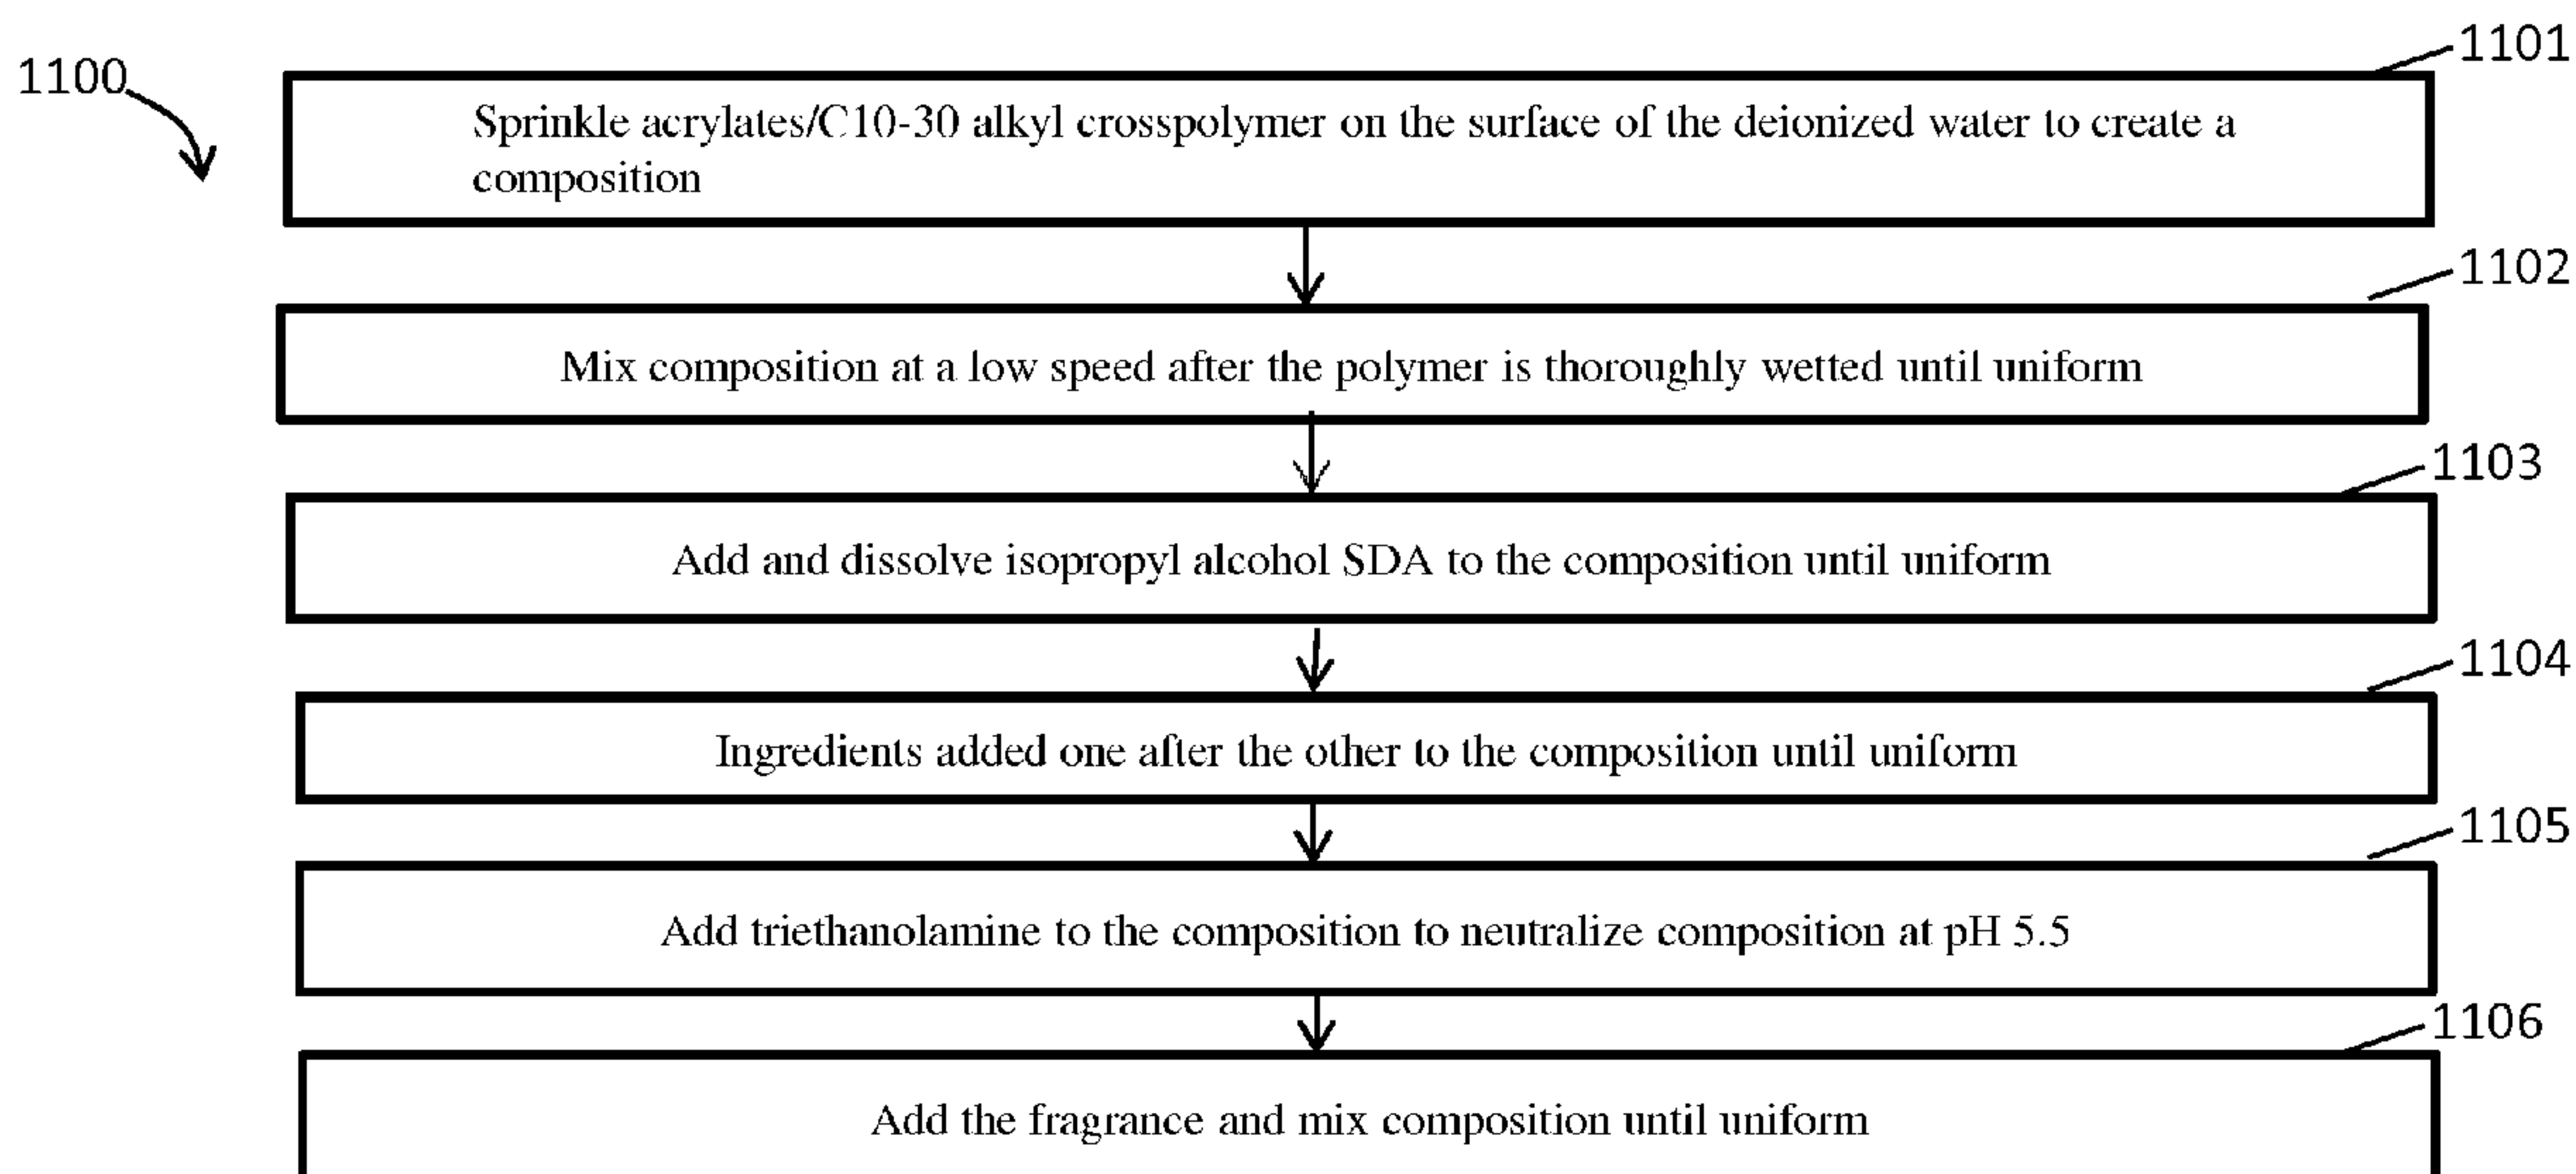 1101
1100
Sprinkle acrylates/C10-30 alkyl crosspolymer on the surface of the deionized water to create a
composition
1102
Mix composition at a low speed after the polymer is thoroughly wetted until uniform
1103
Add and dissolve isopropyl alcohol SDA to the composition until uniform
1104
Ingredients added one after the other to the composition until uniform
1105
Add triethanolamine to the composition to neutralize composition at pH 5.5
1106
Add the fragrance and mix composition until uniform